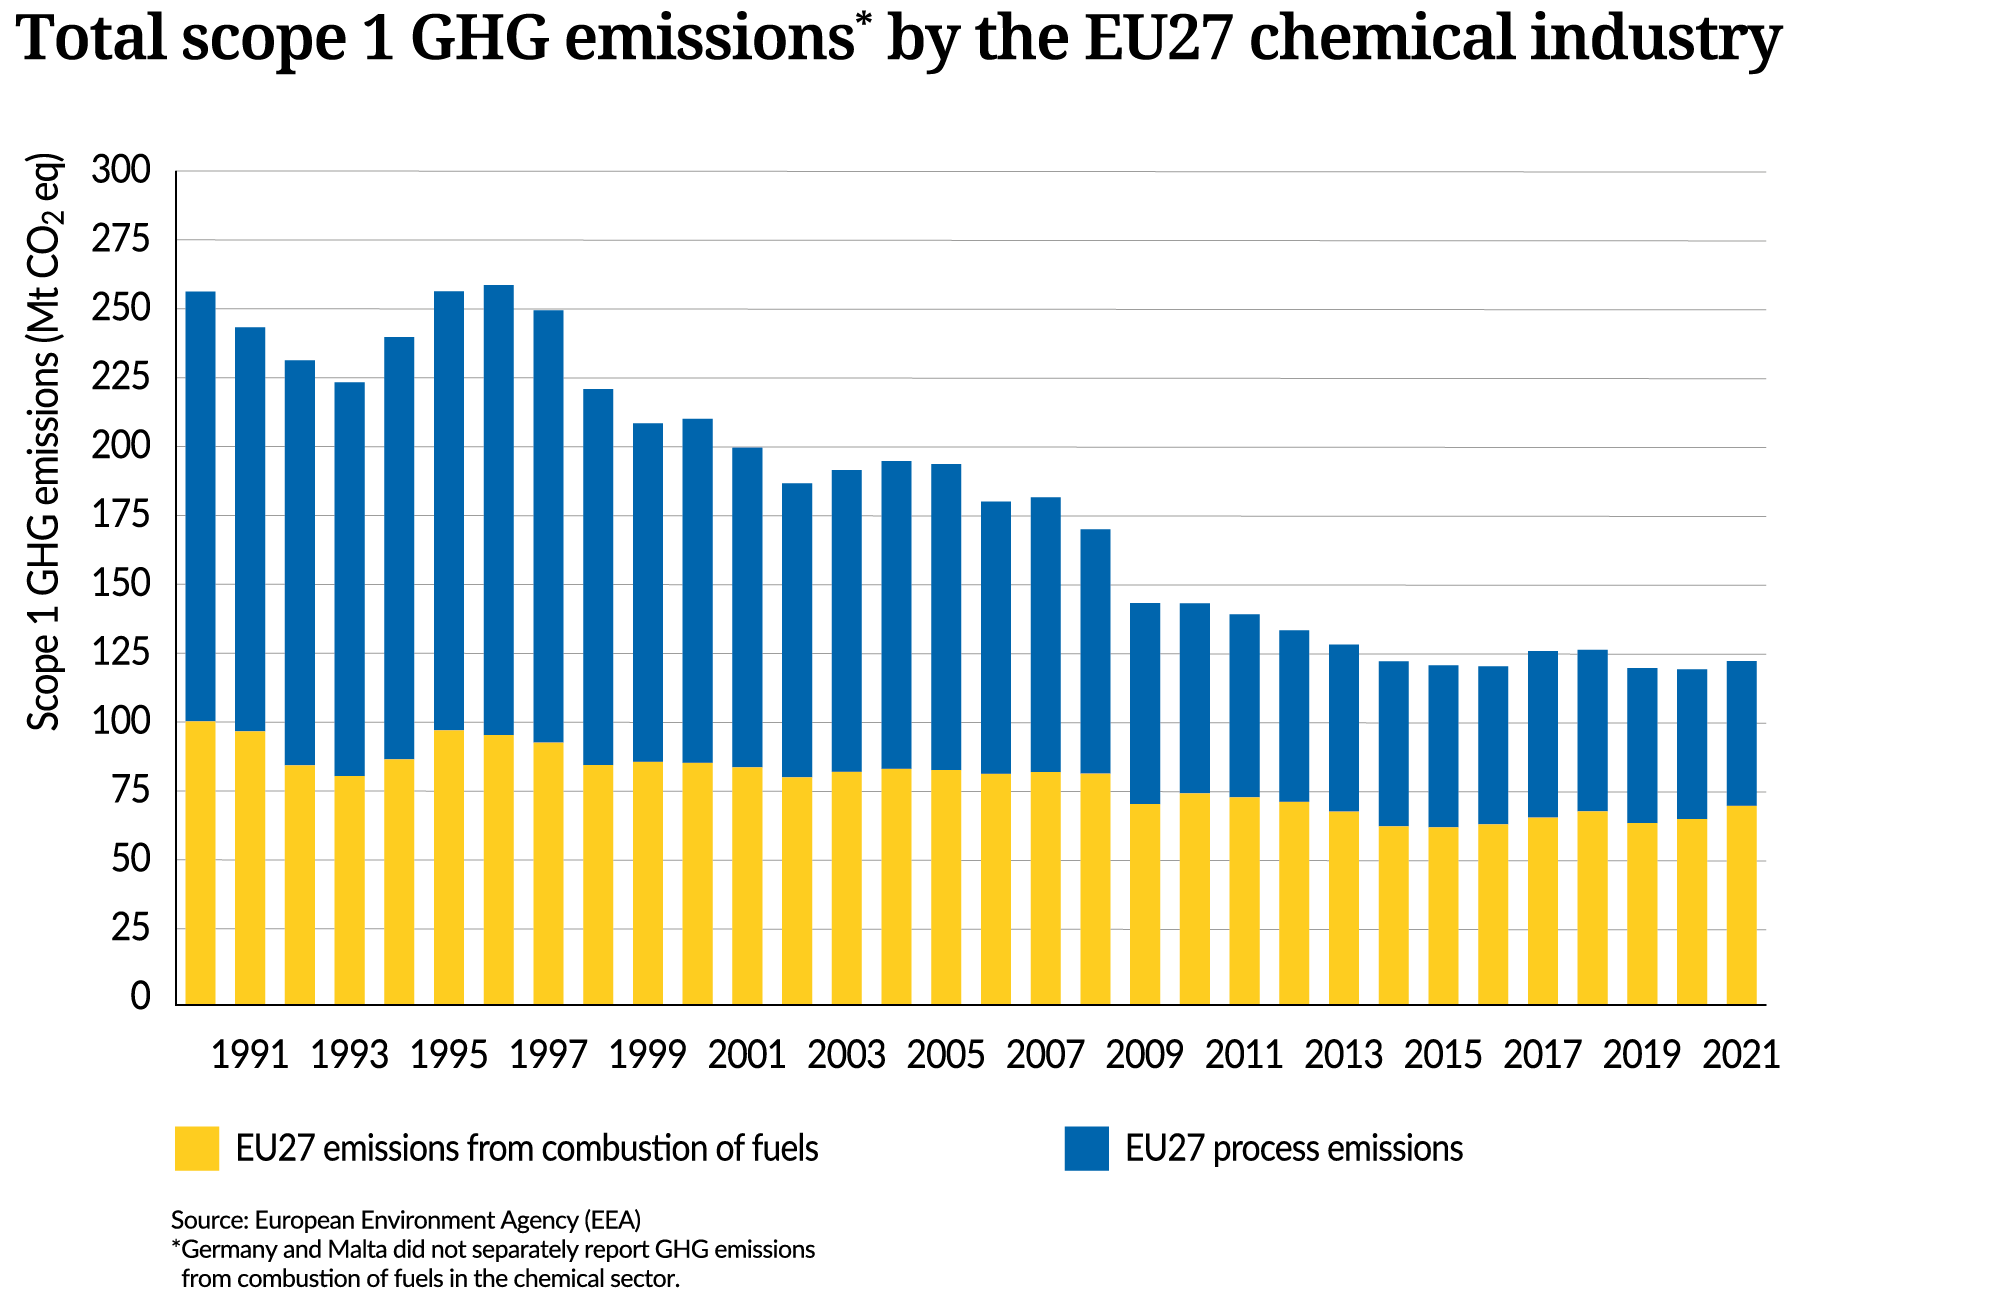 Total scope 1 GHG emissions* by the EU27 chemical industry
Scope 1 GHG emissions (Mt CO₂ eq)
300
275
250
225
200
175
150
125
100
75
50
25
0
1991 1993 1995 1997 1999 2001 2003 2005 2007 2009 2011 2013 2015 2017 2019 2021
EU27 emissions from combustion of fuels EU27 process emissions
Source: European Environment Agency (EEA)
*Germany and Malta did not separately report GHG emissions
from combustion of fuels in the chemical sector.